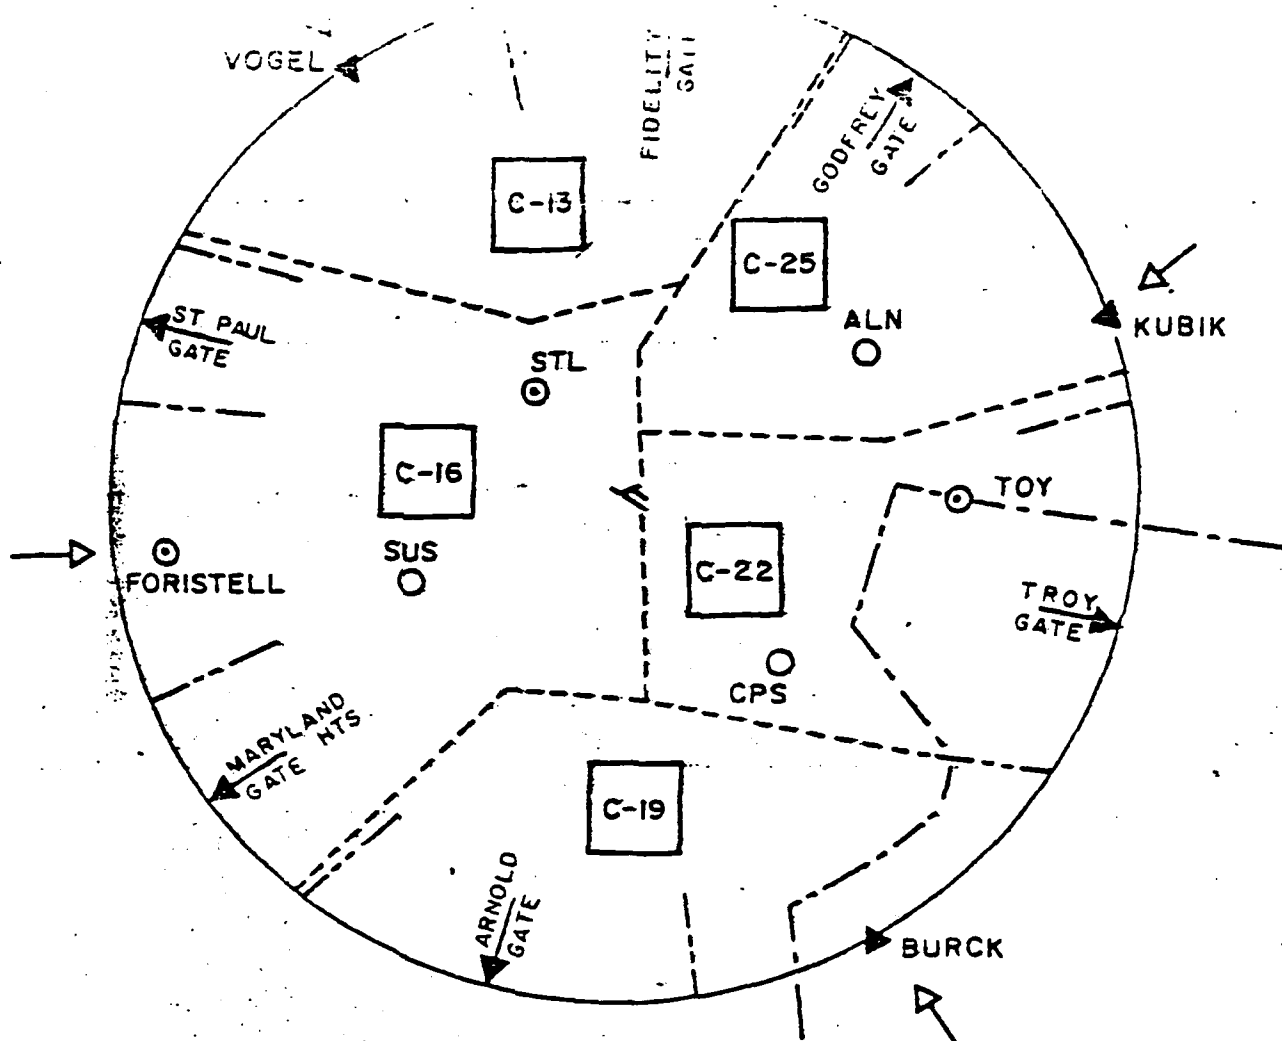 VOGEL
FIDELITY
GATE
GODFREY
GATE
C-13
C-25
ST. PAUL
GATE
ALN
KUBIK
STL
C-16
TOY
SUS
FORISTELL
C-22
TROY
GATE
CPS
MARYLAND
HTS
GATE
C-19
ARNOLD
GATE
BURCK